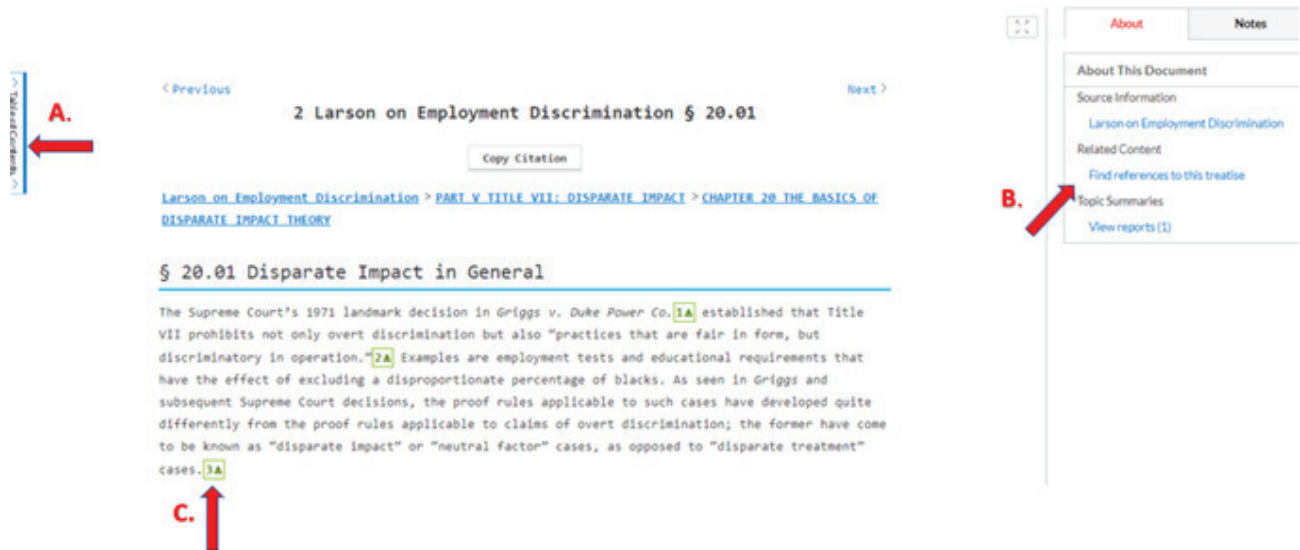 About
Notes
About This Document
Source Information
Larson on Employment Discrimination
Related Content
Find references to this treatise
Topic Summaries
View reports (1)
B.
Table of Contents
A.
Previous
Next
2 Larson on Employment Discrimination § 20.01
Copy Citation
Larson on Employment Discrimination > PART V TITLE VII: DISPARATE IMPACT > CHAPTER 20 THE BASICS OF
DISPARATE IMPACT THEORY
§ 20.01 Disparate Impact in General
The Supreme Court's 1971 landmark decision in Griggs v. Duke Power Co.1▲ established that Title
VII prohibits not only overt discrimination but also "practices that are fair in form, but
discriminatory in operation."2▲ Examples are employment tests and educational requirements that
have the effect of excluding a disproportionate percentage of blacks. As seen in Griggs and
subsequent Supreme Court decisions, the proof rules applicable to such cases have developed quite
differently from the proof rules applicable to claims of overt discrimination; the former have come
to be known as "disparate impact" or "neutral factor" cases, as opposed to "disparate treatment"
cases.3▲
C.